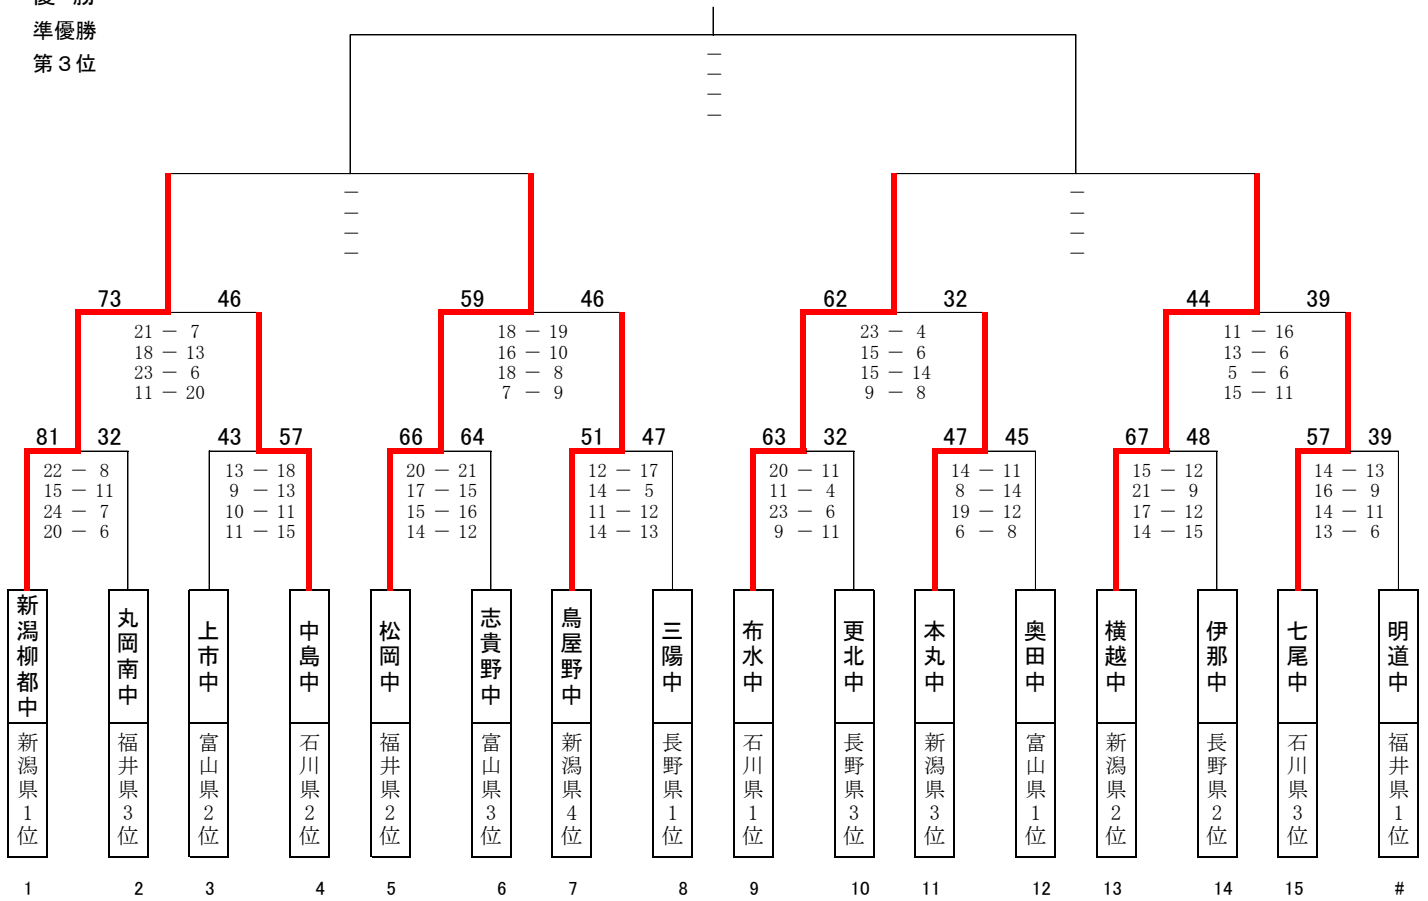 優 勝
準優勝
第３位
－
－
－
－
－ －
－ －
－ －
－ －
73 46 59 46 62 32 44 39
21 － 7 18 － 19 23 － 4 11 － 16
18 － 13 16 － 10 15 － 6 13 － 6
23 － 6 18 － 8 15 － 14 5 － 6
11 － 20 7 － 9 9 － 8 15 － 11
81 32 43 57 66 64 51 47 63 32 47 45 67 48 57 39
22 － 8 13 － 18 20 － 21 12 － 17 20 － 11 14 － 11 15 － 12 14 － 13
15 － 11 9 － 13 17 － 15 14 － 5 11 － 4 8 － 14 21 － 9 16 － 9
24 － 7 10 － 11 15 － 16 11 － 12 23 － 6 19 － 12 17 － 12 14 － 11
20 － 6 11 － 15 14 － 12 14 － 13 9 － 11 6 － 8 14 － 15 13 － 6
新潟柳都中
丸岡南中
上市中
中島中
松岡中
志貴野中
鳥屋野中
三陽中
布水中
更北中
本丸中
奥田中
横越中
伊那中
七尾中
明道中
新潟県1位
福井県3位
富山県2位
石川県2位
福井県2位
富山県3位
新潟県4位
長野県1位
石川県1位
長野県3位
新潟県3位
富山県1位
新潟県2位
長野県2位
石川県3位
福井県1位
1 2 3 4 5 6 7 8 9 10 11 12 13 14 15 #